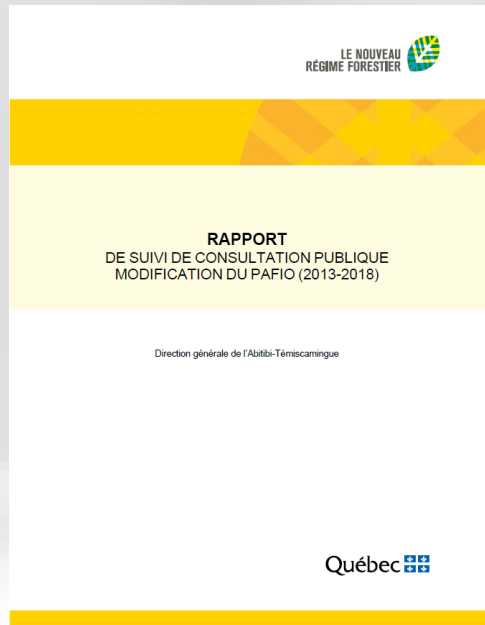 LE NOUVEAU
RÉGIME FORESTIER
RAPPORT
DE SUIVI DE CONSULTATION PUBLIQUE
MODIFICATION DU PAFIO (2013-2018)
Direction générale de l'Abitibi-Témiscamingue
Québec